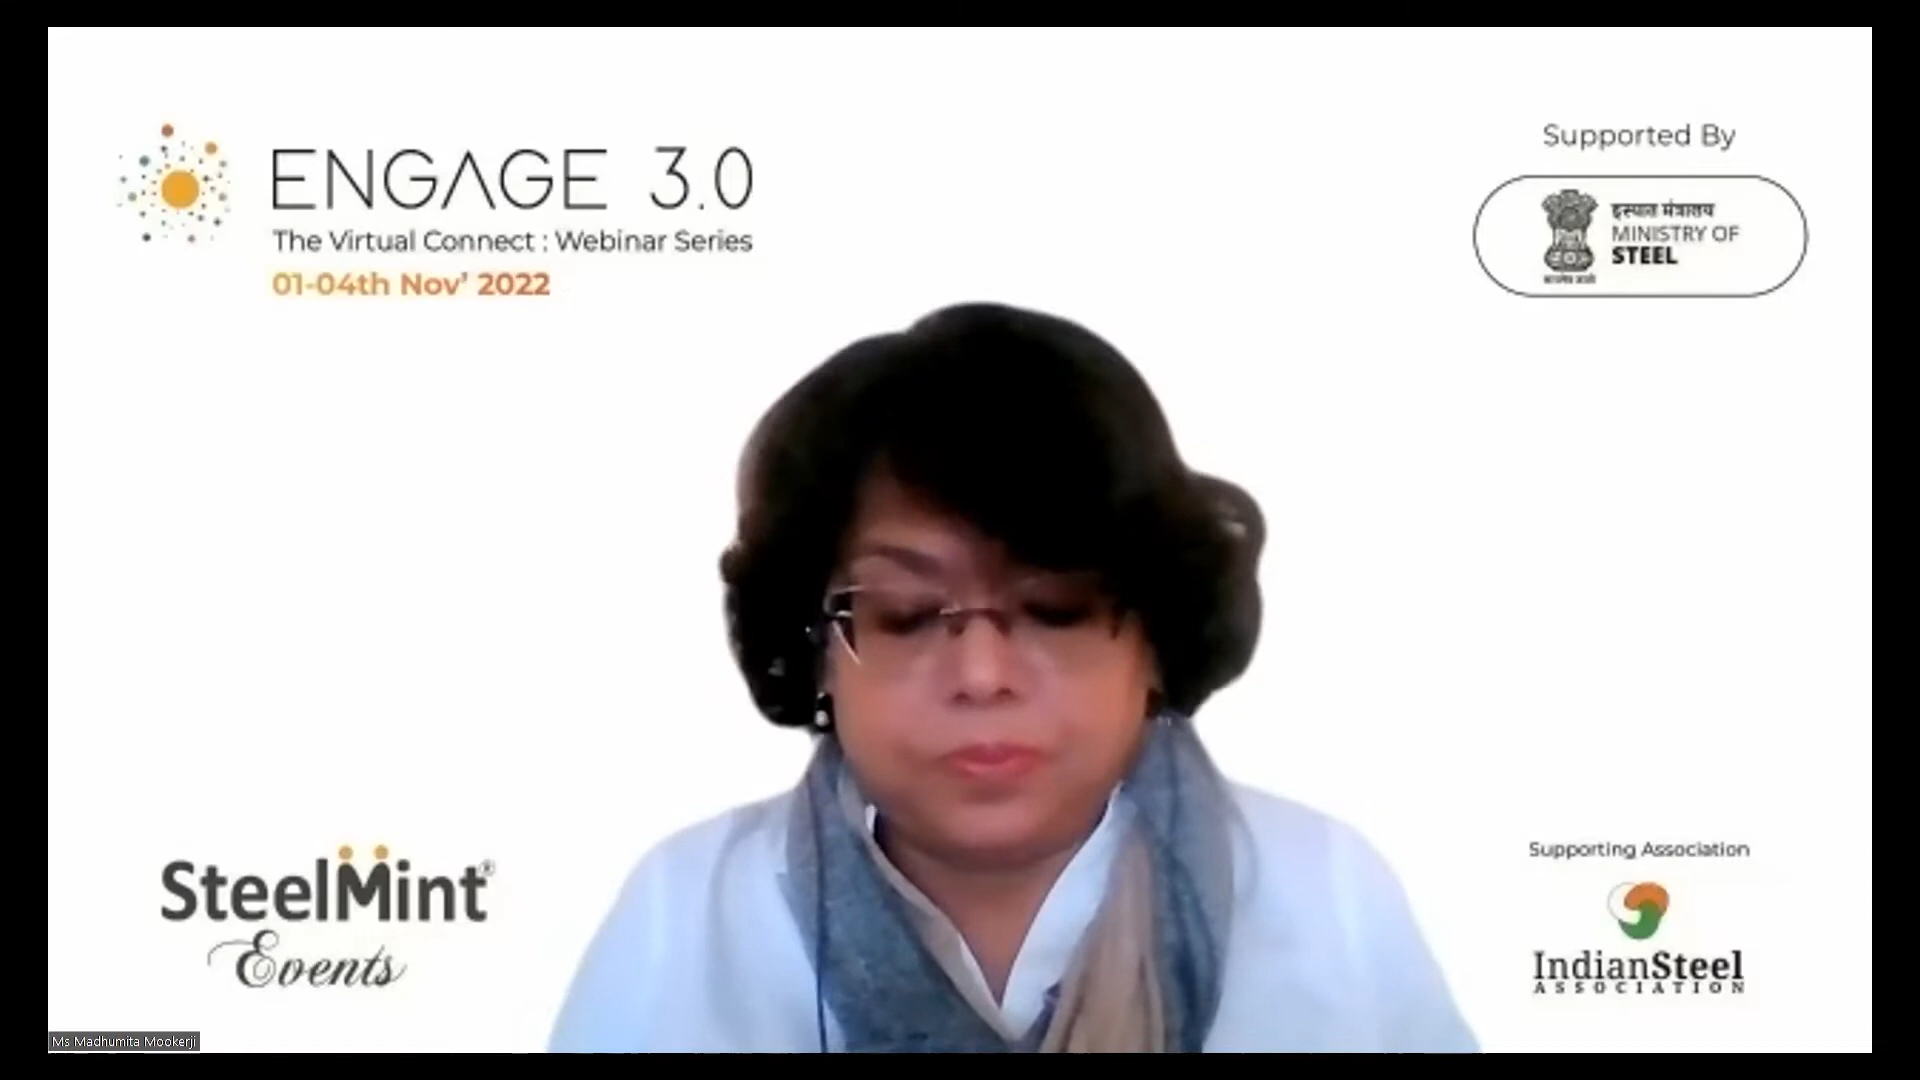 ENGAGE 3.0
The Virtual Connect : Webinar Series
01-04th Nov' 2022
Supported By
इस्पात मंत्रालय
MINISTRY OF
STEEL
SteelMint®
Events
Supporting Association
IndianSteel
ASSOCIATION
Ms Madhumita Mookerji